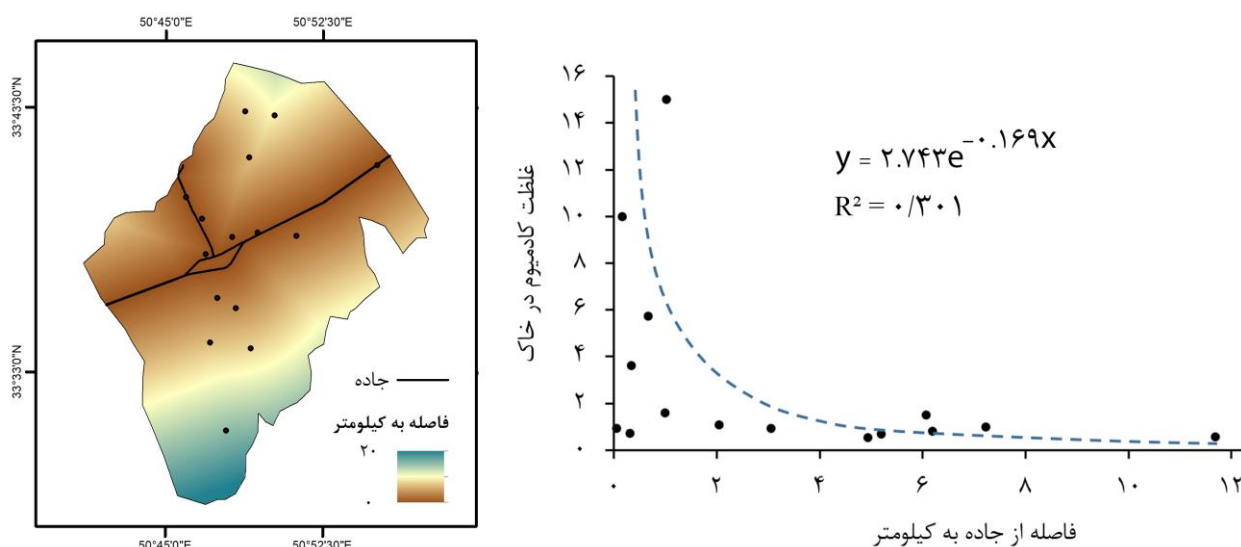 50°45'0"E
50°52'30"E
33°43'30"N
33°33'0"N
جاده
فاصله به کیلومتر
۲۰
۰
50°45'0"E
50°52'30"E
غلظت کادمیوم در خاک
۱۶
۱۴
۱۲
۱۰
۸
۶
۴
۲
۰
y = ۲.۷۴۳e^-۰.۱۶۹x
R² = ۰/۳۰۱
۰ ۲ ۴ ۶ ۸ ۱۰ ۱۲
فاصله از جاده به کیلومتر